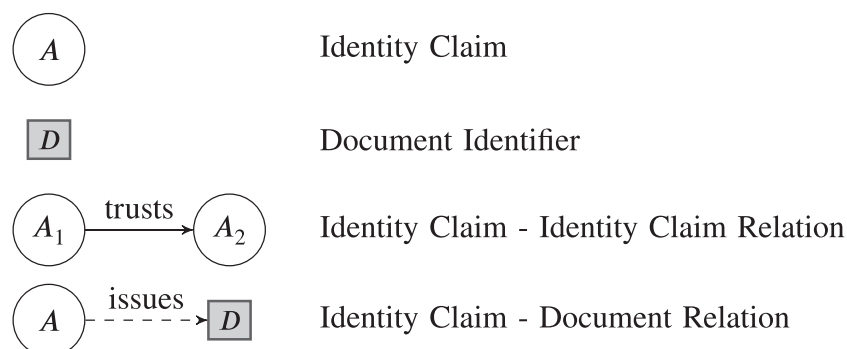 A Identity Claim
D Document Identifier
A1 trusts A2 Identity Claim - Identity Claim Relation
A issues D Identity Claim - Document Relation